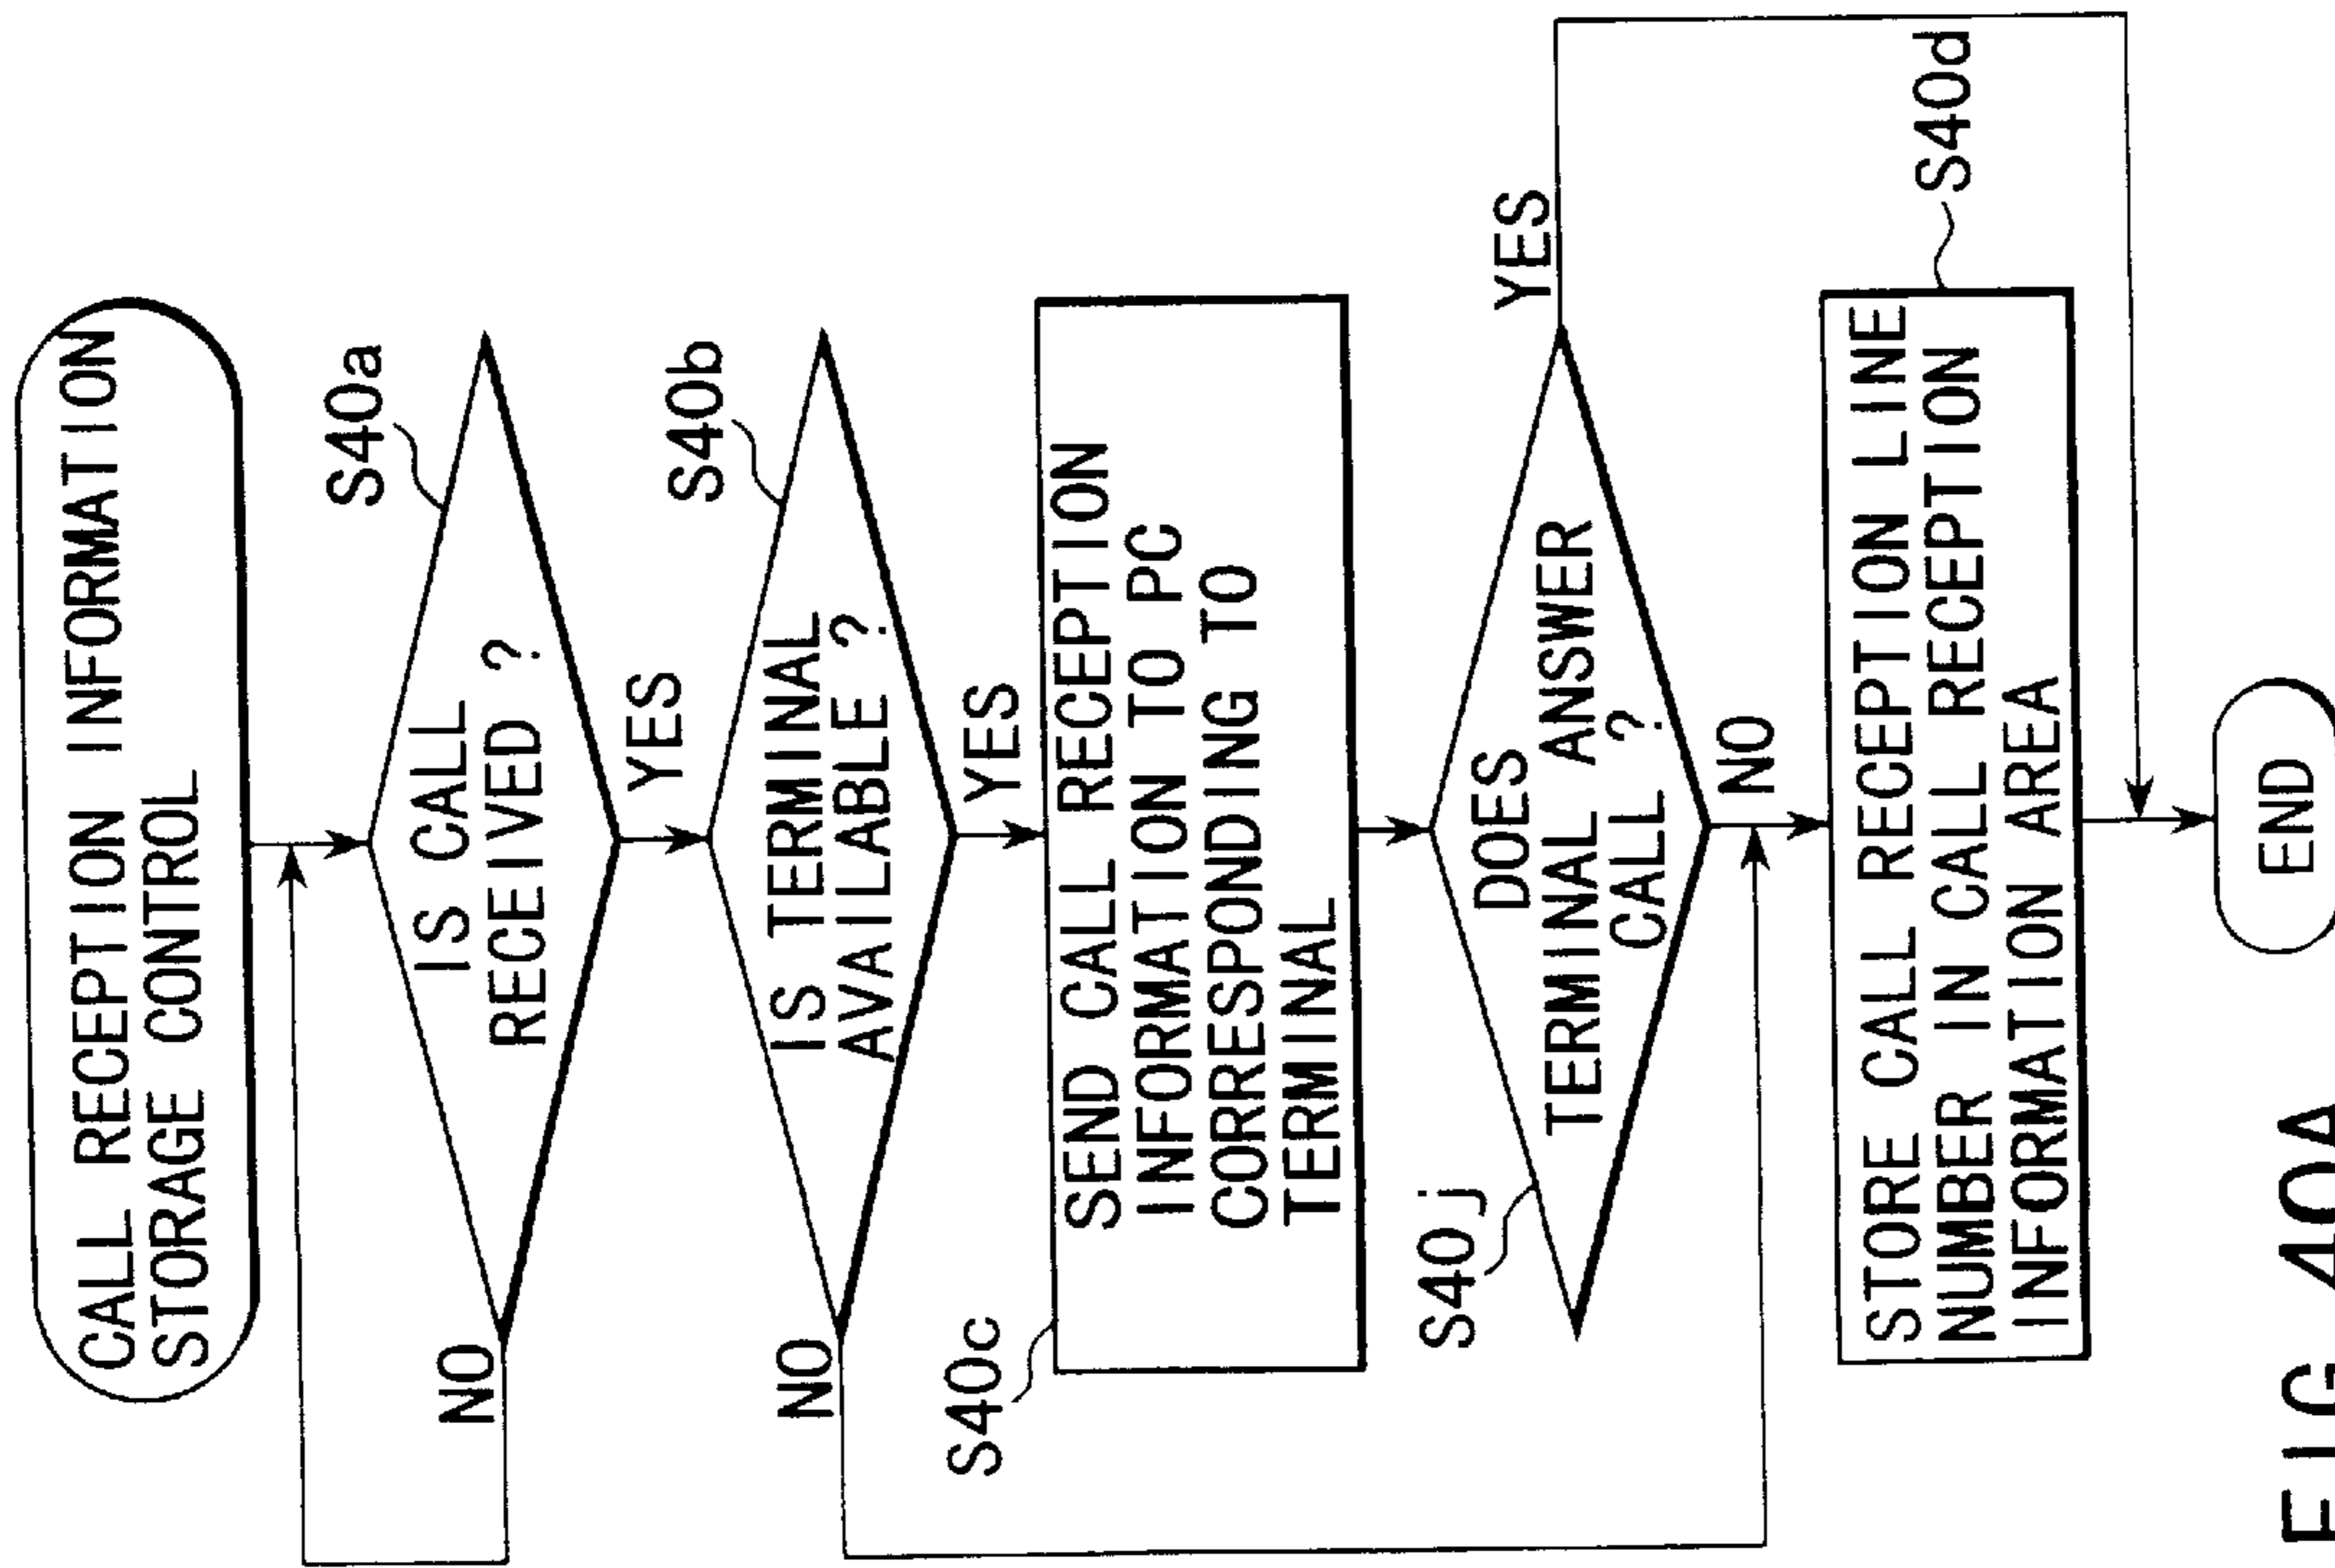 CALL RECEPTION INFORMATION
STORAGE CONTROL
S40a
IS CALL
RECEIVED ?
NO
YES
S40b
IS TERMINAL
AVAILABLE ?
NO
YES
S40c
SEND CALL RECEPTION
INFORMATION TO PC
CORRESPONDING TO
TERMINAL
S40j
DOES
TERMINAL ANSWER
CALL ?
YES
NO
S40d
STORE CALL RECEPTION LINE
NUMBER IN CALL RECEPTION
INFORMATION AREA
END
FIG. 40A